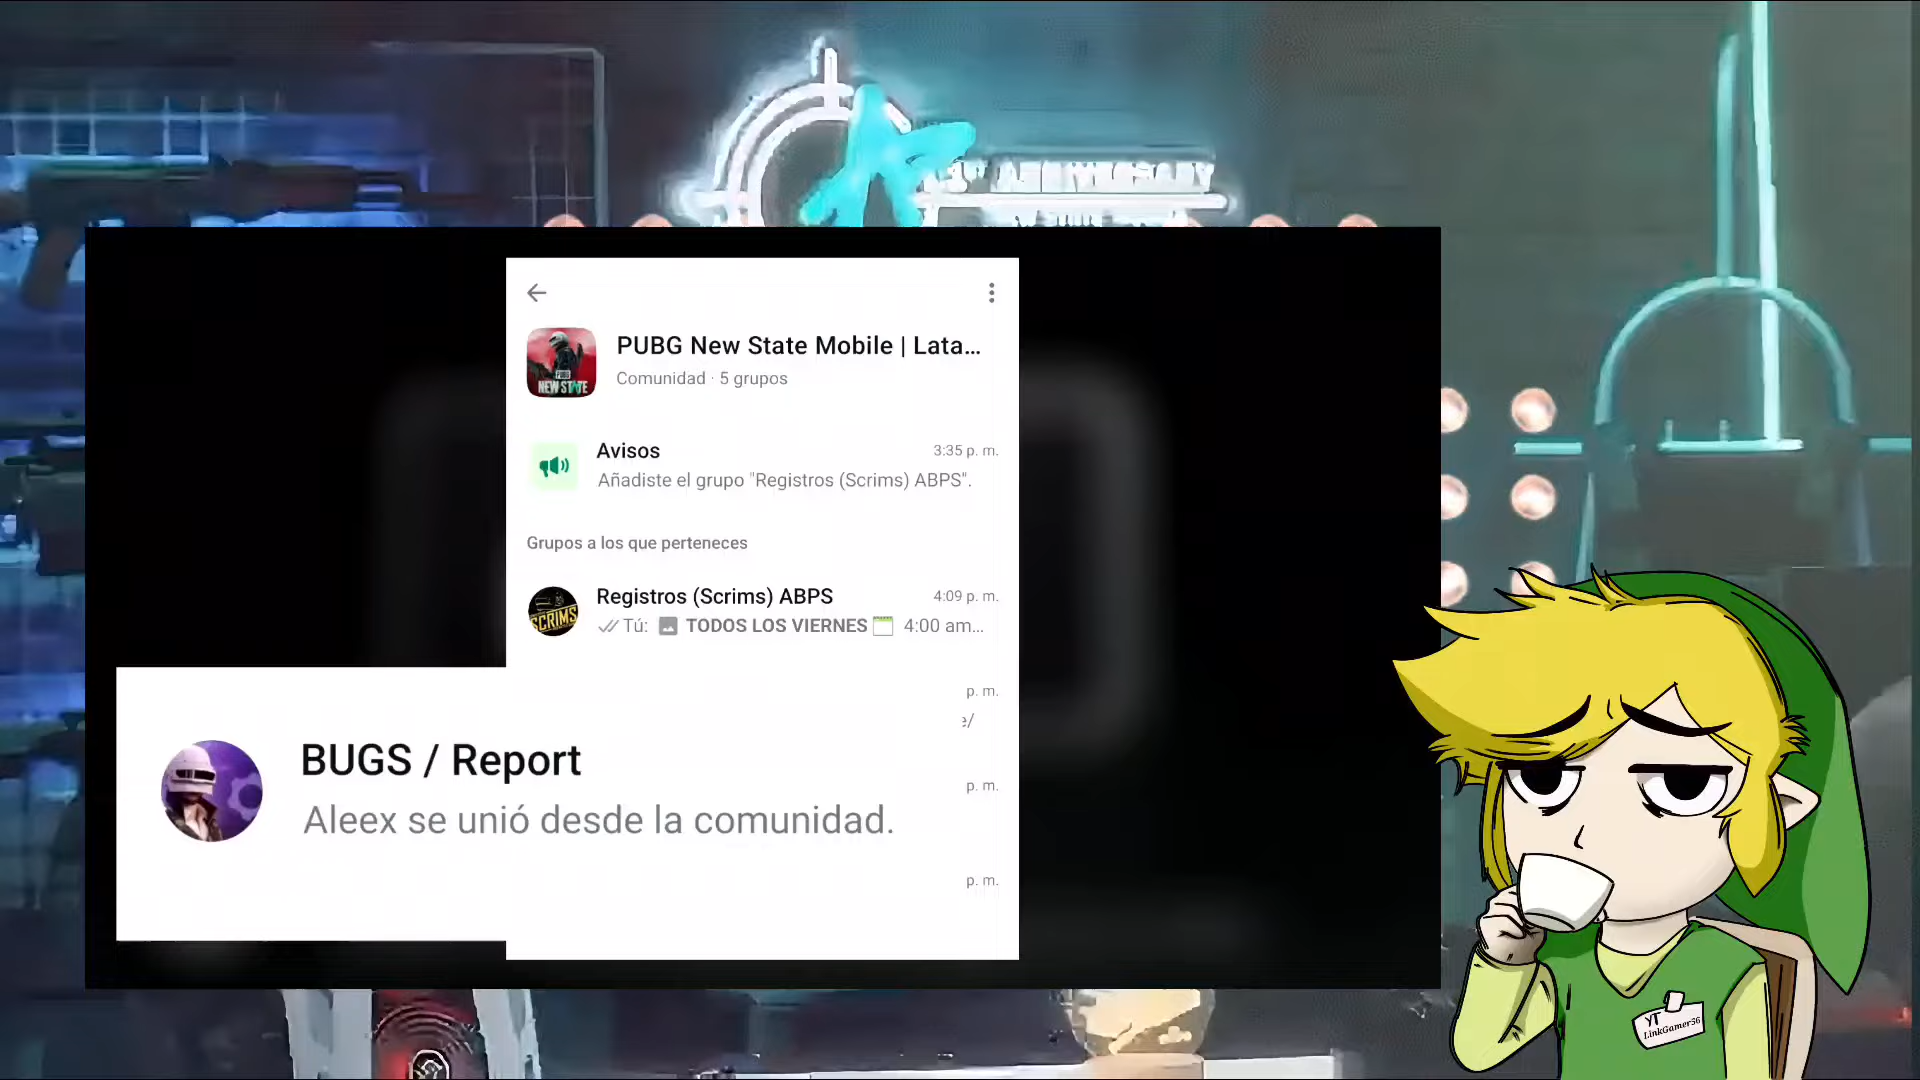 PUBG New State Mobile | Lata...
Comunidad · 5 grupos
PUBG
NEW STATE
Avisos
3:35 p. m.
Añadiste el grupo "Registros (Scrims) ABPS".
Grupos a los que perteneces
Registros (Scrims) ABPS
4:09 p. m.
SCRIMS
Tú: TODOS LOS VIERNES 4:00 am...
p. m.
e/
BUGS / Report
p. m.
Aleex se unió desde la comunidad.
p. m.
YT
LinkGamer56